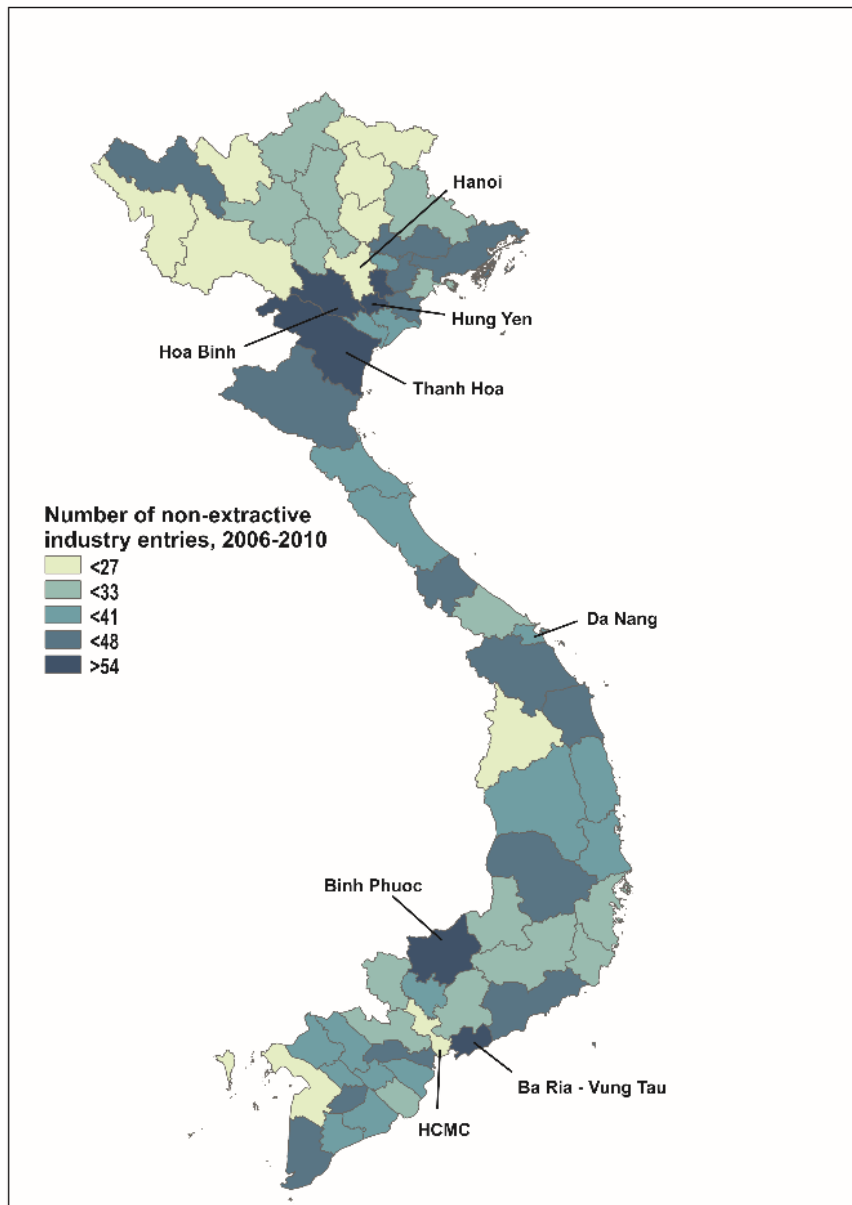 Hanoi
Hung Yen
Hoa Binh
Thanh Hoa
Number of non-extractive
industry entries, 2006-2010
<27
<33
<41
<48
>54
Da Nang
Binh Phuoc
Ba Ria - Vung Tau
HCMC